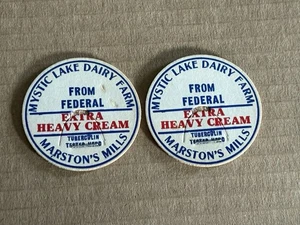 MYSTIC LAKE DAIRY FARM
FROM
FEDERAL
EXTRA
HEAVY CREAM
TUBERCULIN
MARSTON'S MILLS
MYSTIC LAKE DAIRY FARM
FROM
FEDERAL
EXTRA
HEAVY CREAM
TUBERCULIN
MARSTON'S MILLS